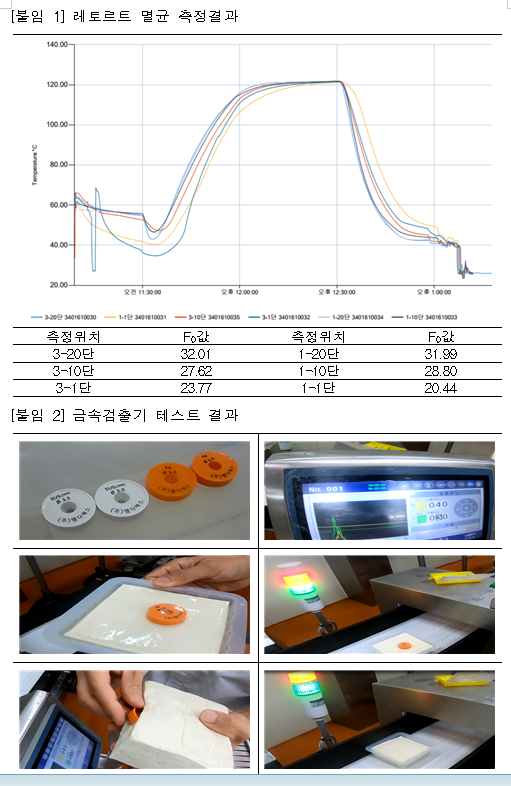 [붙임 1] 레토르트 멸균 측정결과
140.00
120.00
100.00
80.00
60.00
40.00
20.00
Temperature °C
오전 11:30:00 오후 12:00:00 오후 12:30:00 오후 1:00:00
3-20단 3401610030 1-1단 3401610031 3-10단 3401610035 3-1단 3401610032 1-20단 3401610034 1-10단 3401610033
측정위치 F₀값 측정위치 F₀값
3-20단 32.01 1-20단 31.99
3-10단 27.62 1-10단 28.80
3-1단 23.77 1-1단 20.44
[붙임 2] 금속검출기 테스트 결과
No. 001
040
0830